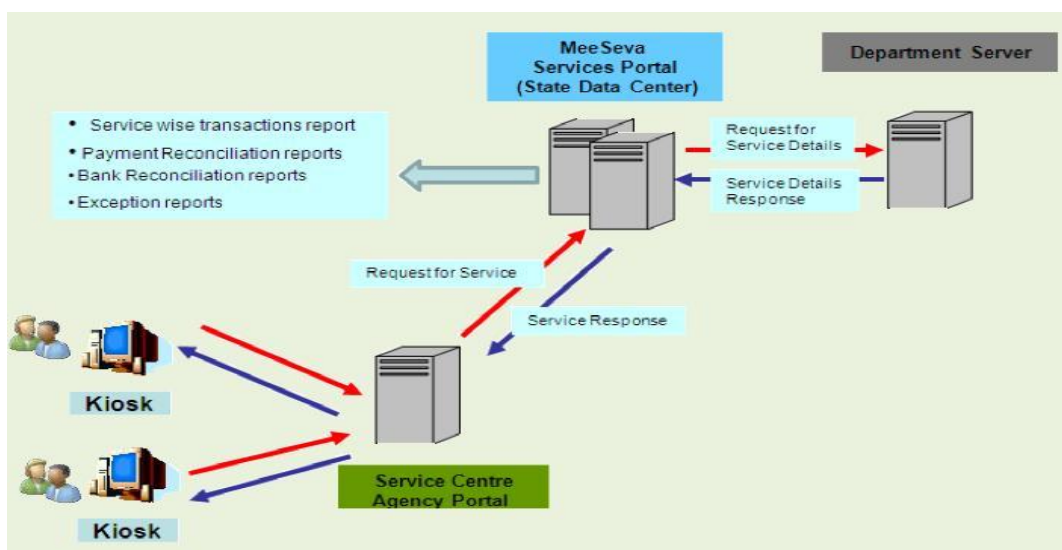 MeeSeva
Services Portal
(State Data Center)
Department Server
• Service wise transactions report
• Payment Reconciliation reports
• Bank Reconciliation reports
• Exception reports
Request for
Service Details
Service Details
Response
Request for Service
Service Response
Kiosk
Service Centre
Agency Portal
Kiosk